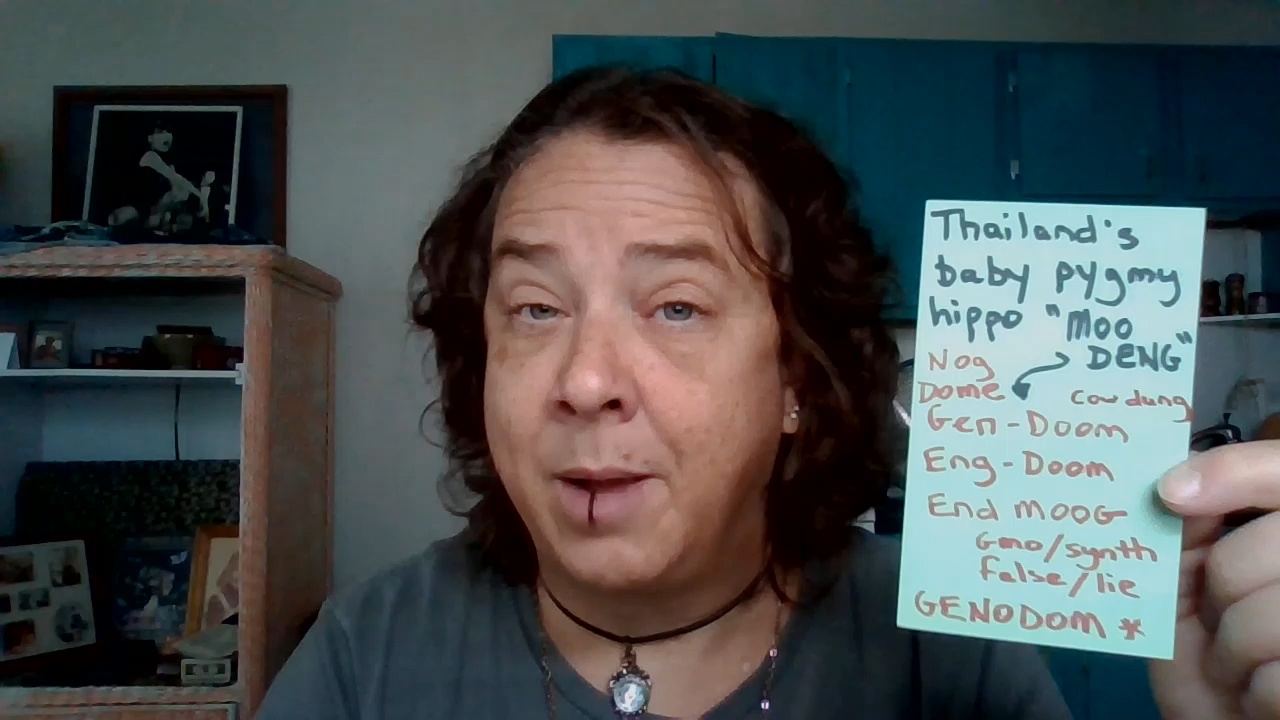 Thailand's
baby pygmy
hippo "Moo
DENG"
Nog
Dome
Cow dung
Gen-Doom
Eng-Doom
End MOOG
Gmo/synth
false/lie
GENODOM *